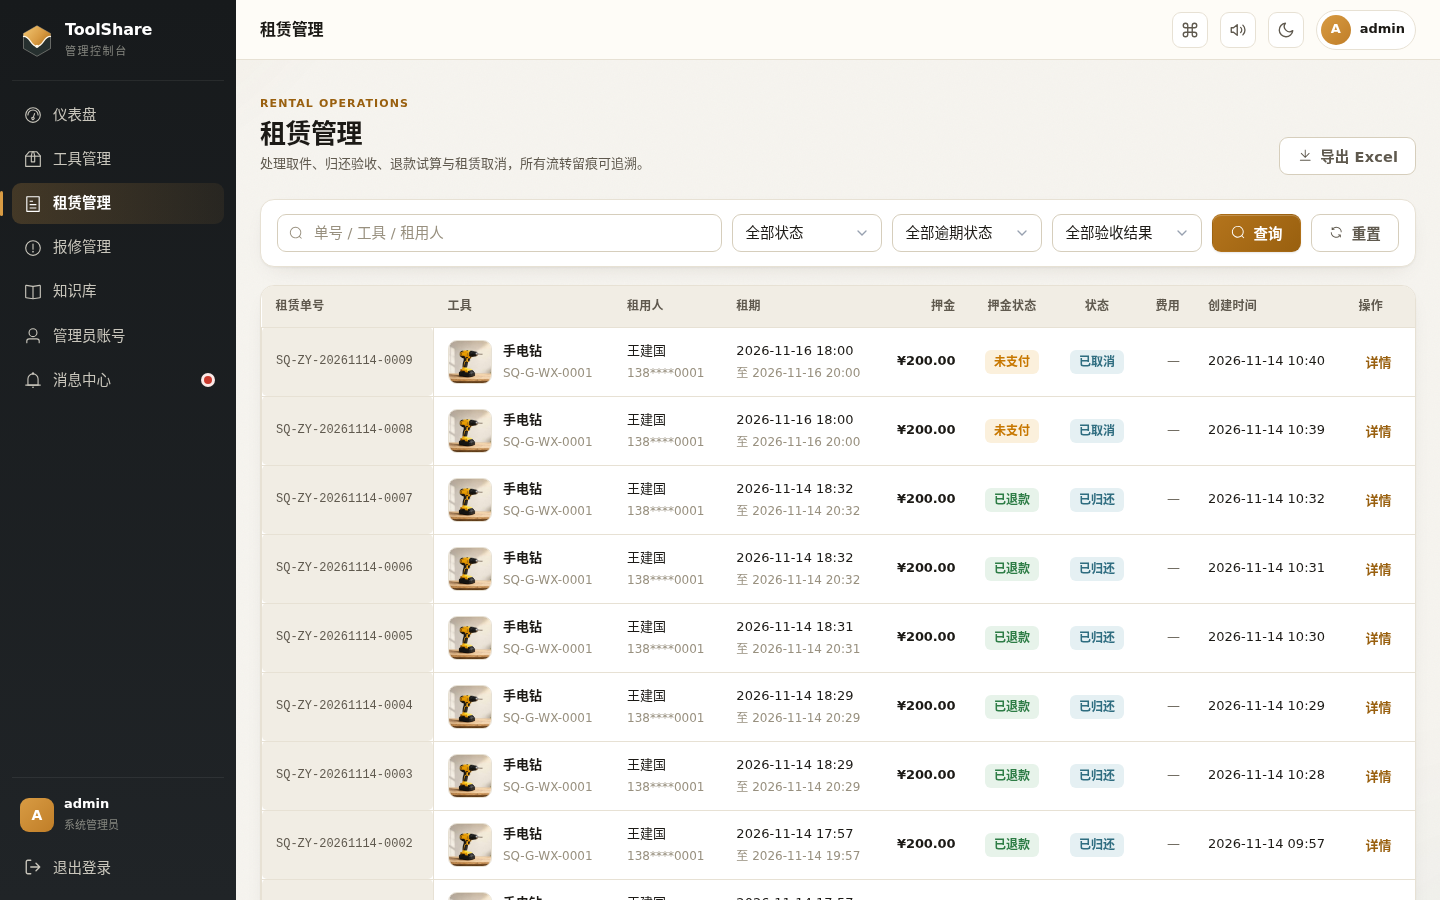 ToolShare
管理控制台
仪表盘
工具管理
租赁管理
报修管理
知识库
管理员账号
消息中心
A
admin
系统管理员
退出登录
租赁管理
A admin
RENTAL OPERATIONS
租赁管理
处理取件、归还验收、退款试算与租赁取消，所有流转留痕可追溯。
导出 Excel
单号 / 工具 / 租用人 全部状态 全部逾期状态 全部验收结果 查询 重置
租赁单号 工具 租用人 租期 押金 押金状态 状态 费用 创建时间 操作
SQ-ZY-20261114-0009 手电钻 王建国 2026-11-16 18:00 ¥200.00 未支付 已取消 — 2026-11-14 10:40 详情
SQ-G-WX-0001 138****0001 至 2026-11-16 20:00
SQ-ZY-20261114-0008 手电钻 王建国 2026-11-16 18:00 ¥200.00 未支付 已取消 — 2026-11-14 10:39 详情
SQ-G-WX-0001 138****0001 至 2026-11-16 20:00
SQ-ZY-20261114-0007 手电钻 王建国 2026-11-14 18:32 ¥200.00 已退款 已归还 — 2026-11-14 10:32 详情
SQ-G-WX-0001 138****0001 至 2026-11-14 20:32
SQ-ZY-20261114-0006 手电钻 王建国 2026-11-14 18:32 ¥200.00 已退款 已归还 — 2026-11-14 10:31 详情
SQ-G-WX-0001 138****0001 至 2026-11-14 20:32
SQ-ZY-20261114-0005 手电钻 王建国 2026-11-14 18:31 ¥200.00 已退款 已归还 — 2026-11-14 10:30 详情
SQ-G-WX-0001 138****0001 至 2026-11-14 20:31
SQ-ZY-20261114-0004 手电钻 王建国 2026-11-14 18:29 ¥200.00 已退款 已归还 — 2026-11-14 10:29 详情
SQ-G-WX-0001 138****0001 至 2026-11-14 20:29
SQ-ZY-20261114-0003 手电钻 王建国 2026-11-14 18:29 ¥200.00 已退款 已归还 — 2026-11-14 10:28 详情
SQ-G-WX-0001 138****0001 至 2026-11-14 20:29
SQ-ZY-20261114-0002 手电钻 王建国 2026-11-14 17:57 ¥200.00 已退款 已归还 — 2026-11-14 09:57 详情
SQ-G-WX-0001 138****0001 至 2026-11-14 19:57